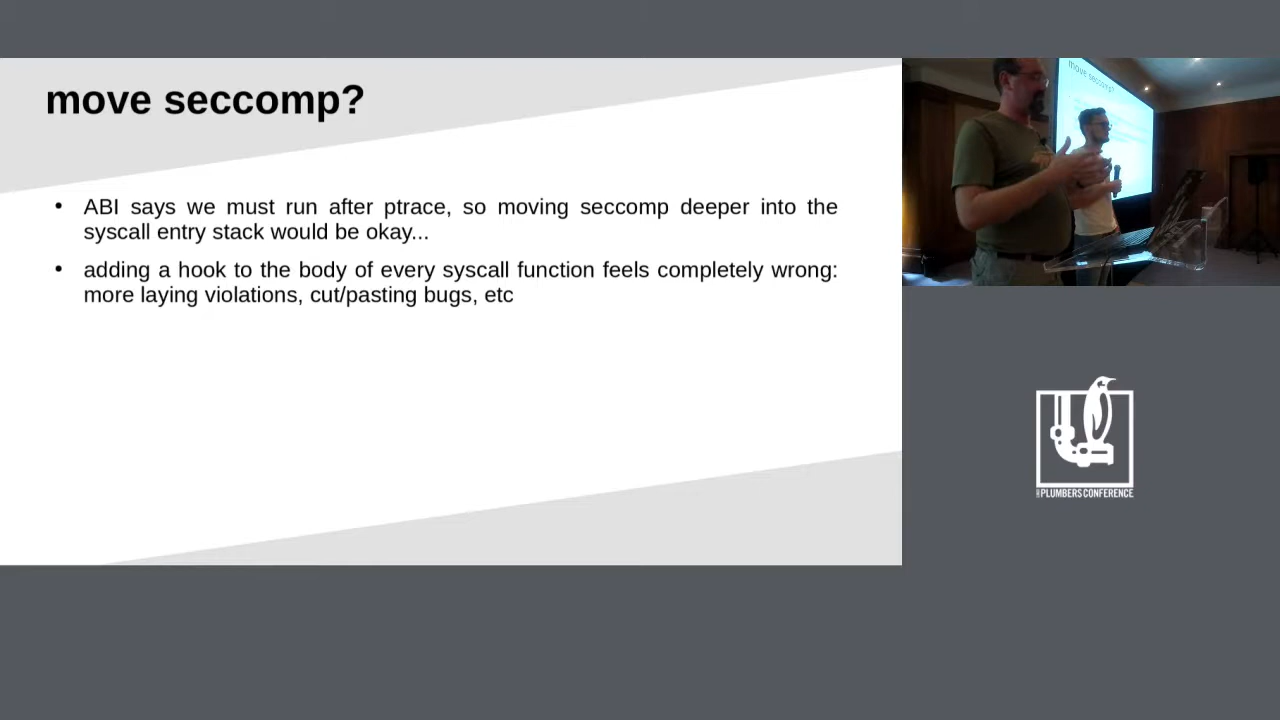 move seccomp?
• ABI says we must run after ptrace, so moving seccomp deeper into the
syscall entry stack would be okay...
• adding a hook to the body of every syscall function feels completely wrong:
more laying violations, cut/pasting bugs, etc
move seccomp?
PLUMBERS CONFERENCE